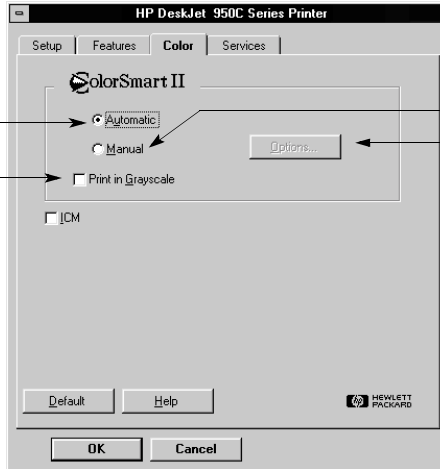 HP DeskJet 950C Series Printer
Setup Features Color Services
ColorSmart II
Automatic
Manual
Options...
Print in Grayscale
ICM
Default Help
hp HEWLETT PACKARD
OK Cancel